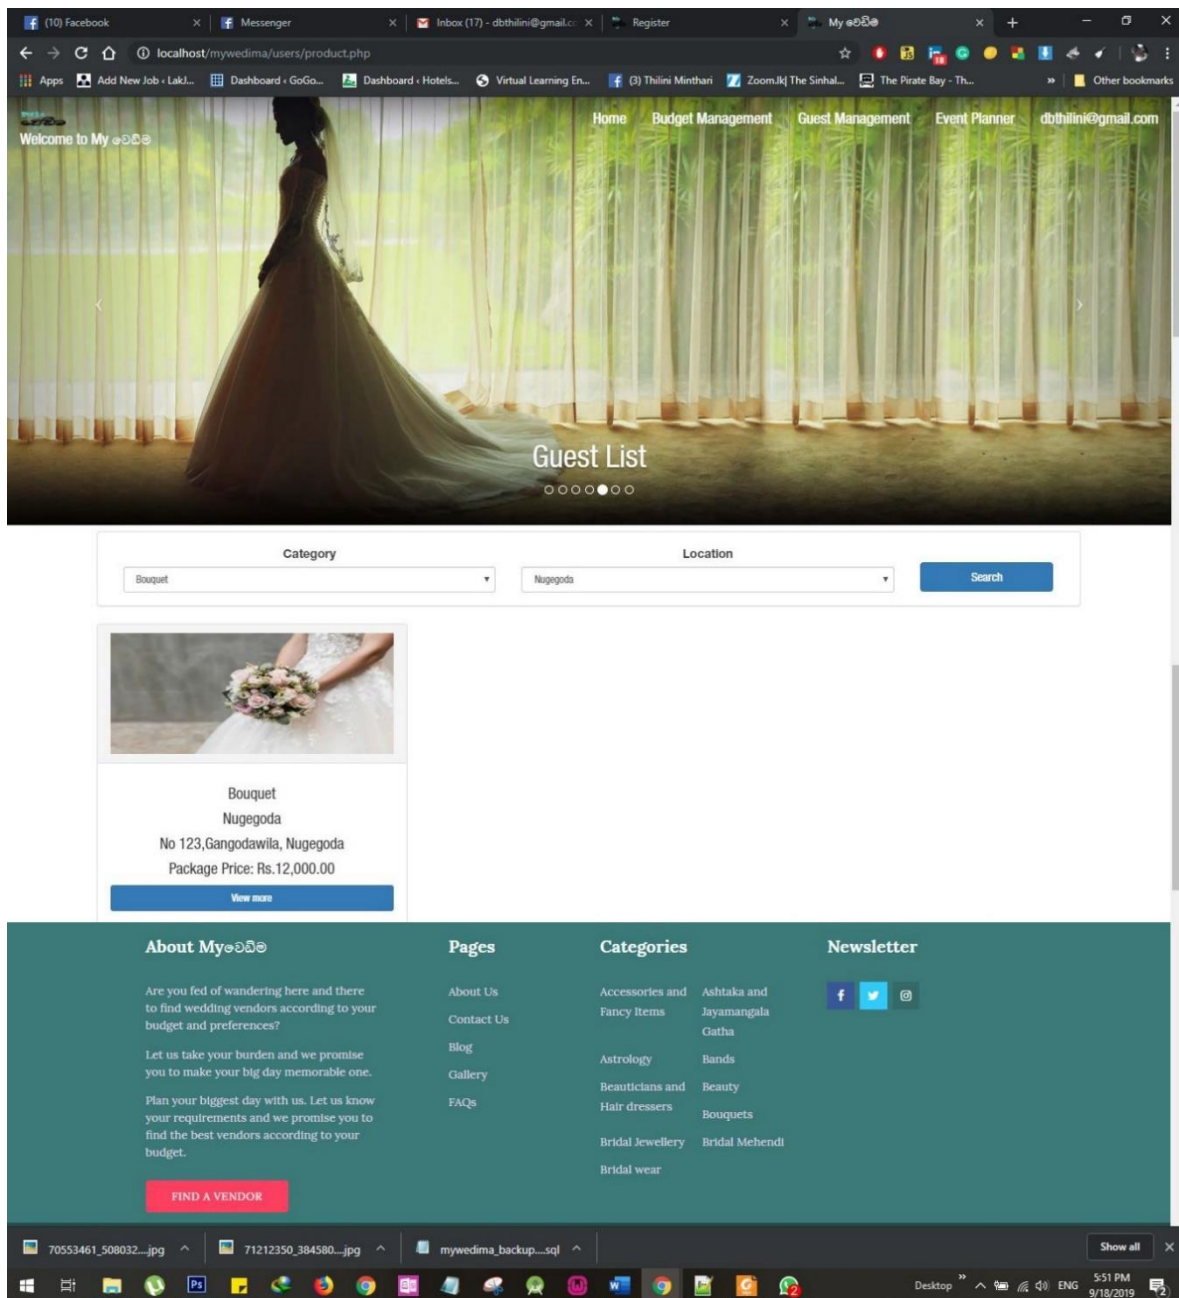 (10) Facebook
Messenger
Inbox (17) - dbthilini@gmail.co
Register
My වෙඩිම
localhost/mywedima/users/product.php
Apps
Add New Job ‹ LakJ...
Dashboard ‹ GoGo...
Dashboard ‹ Hotels...
Virtual Learning En...
(3) Thilini Minthari
Zoom.lk| The Sinhal...
The Pirate Bay - Th...
Other bookmarks
Welcome to My වෙඩිම
Home
Budget Management
Guest Management
Event Planner
dbthilini@gmail.com
Guest List
Category
Location
Bouquet
Nugegoda
Search
Bouquet
Nugegoda
No 123,Gangodawila, Nugegoda
Package Price: Rs.12,000.00
View more
About Myවෙඩිම
Are you fed of wandering here and there
to find wedding vendors according to your
budget and preferences?
Let us take your burden and we promise
you to make your big day memorable one.
Plan your biggest day with us. Let us know
your requirements and we promise you to
find the best vendors according to your
budget.
FIND A VENDOR
Pages
About Us
Contact Us
Blog
Gallery
FAQs
Categories
Accessories and
Fancy Items
Astrology
Beauticians and
Hair dressers
Bridal Jewellery
Bridal wear
Ashtaka and
Jayamangala
Gatha
Bands
Beauty
Bouquets
Bridal Mehendi
Newsletter
70553461_508032....jpg
71212350_384580....jpg
mywedima_backup....sql
Show all
Desktop
ENG
5:51 PM
9/18/2019